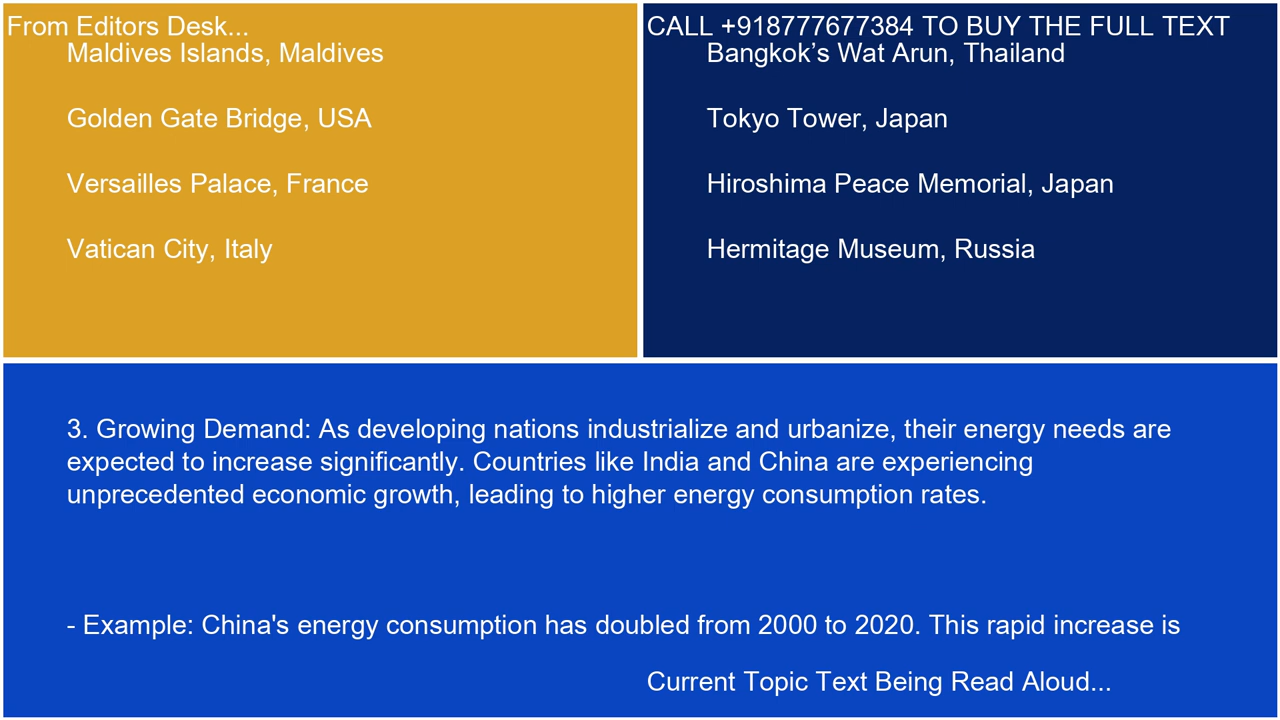 From Editors Desk...
Maldives Islands, Maldives
Golden Gate Bridge, USA
Versailles Palace, France
Vatican City, Italy
CALL +918777677384 TO BUY THE FULL TEXT
Bangkok’s Wat Arun, Thailand
Tokyo Tower, Japan
Hiroshima Peace Memorial, Japan
Hermitage Museum, Russia
3. Growing Demand: As developing nations industrialize and urbanize, their energy needs are
expected to increase significantly. Countries like India and China are experiencing
unprecedented economic growth, leading to higher energy consumption rates.
- Example: China's energy consumption has doubled from 2000 to 2020. This rapid increase is
Current Topic Text Being Read Aloud...